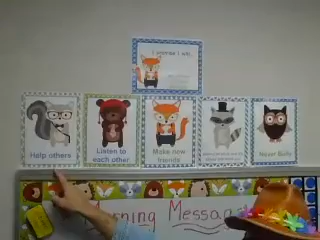 I promise I will...
Help others
Listen to
each other
Make new
friends
Never Bully
Morning Message